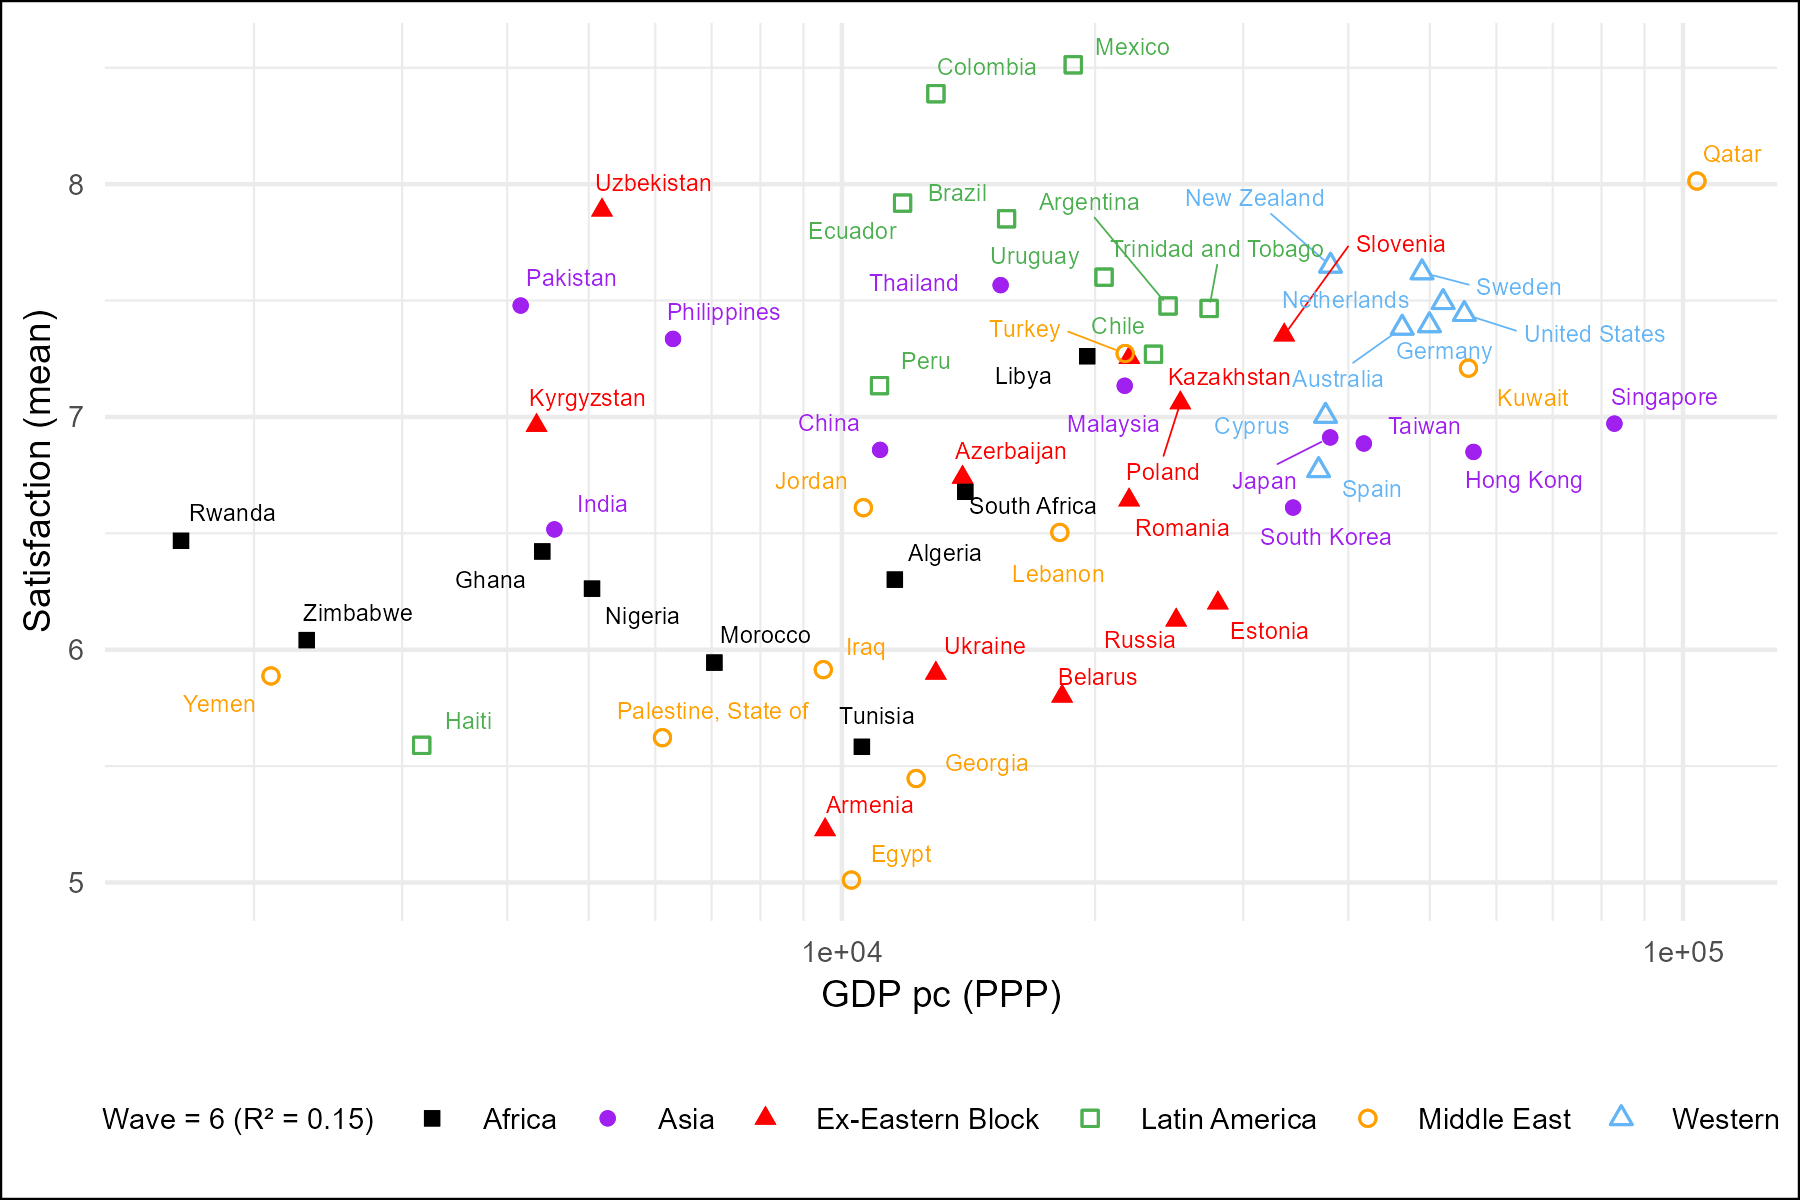 Mexico
Colombia
Qatar
Uzbekistan
8
Brazil
Argentina
New Zealand
Ecuador
Slovenia
Uruguay
Trinidad and Tobago
Pakistan
Thailand
Sweden
Netherlands
Philippines
Turkey
Chile
United States
Germany
Peru
Libya
Kazakhstan
Australia
Kyrgyzstan
Kuwait
Singapore
7
China
Malaysia
Cyprus
Taiwan
Azerbaijan
Jordan
Poland
Japan
Spain
Hong Kong
India
South Africa
Rwanda
Romania
South Korea
Algeria
Ghana
Lebanon
Zimbabwe
Nigeria
Morocco
Russia
Estonia
6
Iraq
Ukraine
Belarus
Yemen
Palestine, State of
Haiti
Tunisia
Georgia
Armenia
Egypt
5
Satisfaction (mean)
1e+04
1e+05
GDP pc (PPP)
Wave = 6 (R² = 0.15) Africa Asia Ex-Eastern Block Latin America Middle East Western